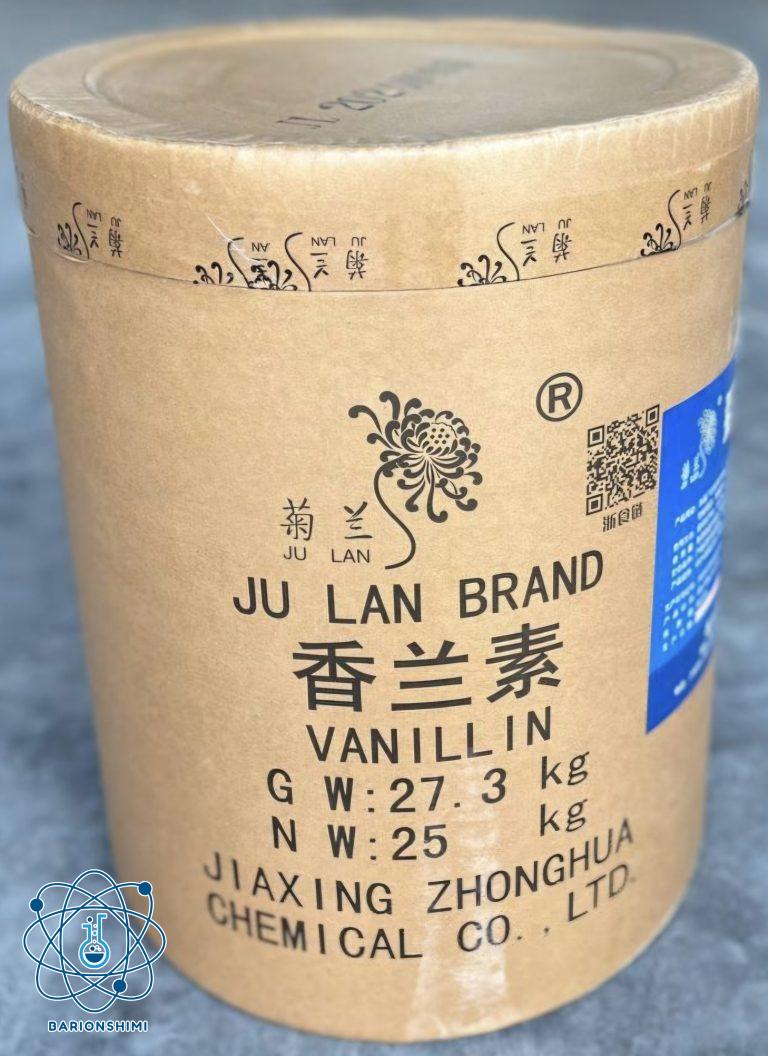 菊 兰
JU LAN
®
浙食链
JU LAN BRAND
香兰素
VANILLIN
G W:27.3 kg
N W:25 kg
JIAXING ZHONGHUA
CHEMICAL CO.,LTD.
BARIONSHIMI